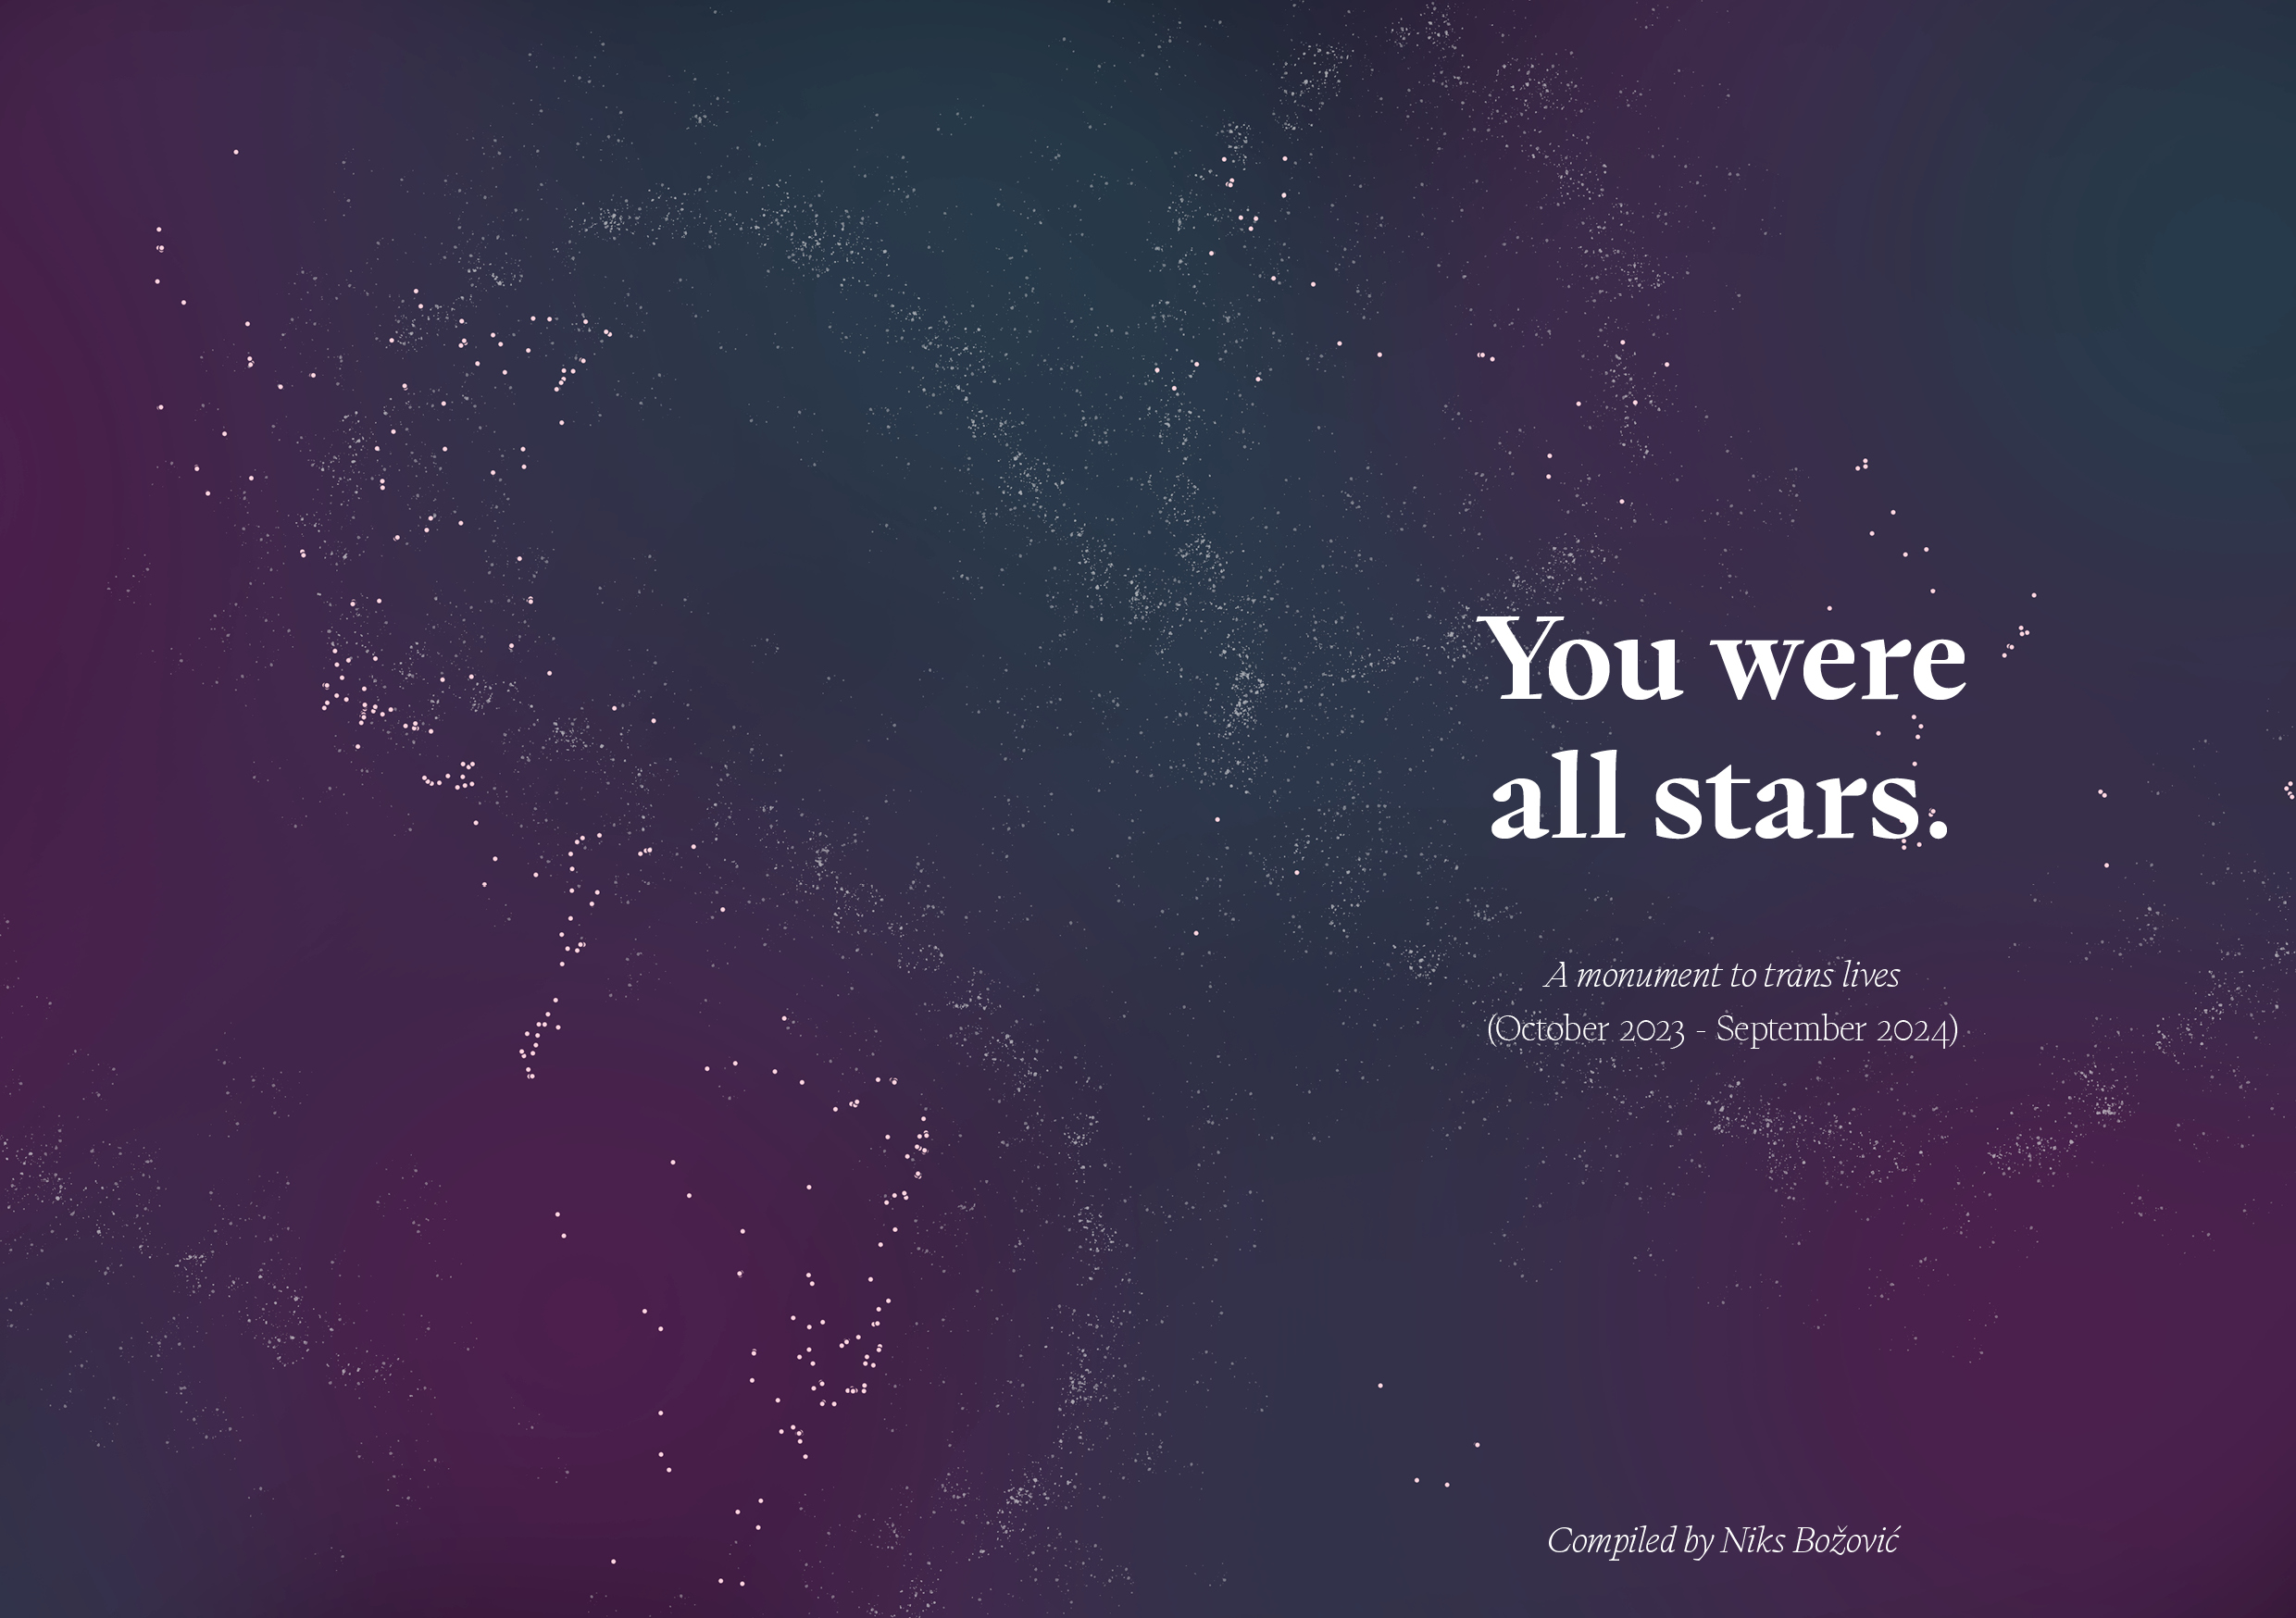 You were
all stars.
A monument to trans lives
(October 2023 - September 2024)
Compiled by Niks Božović